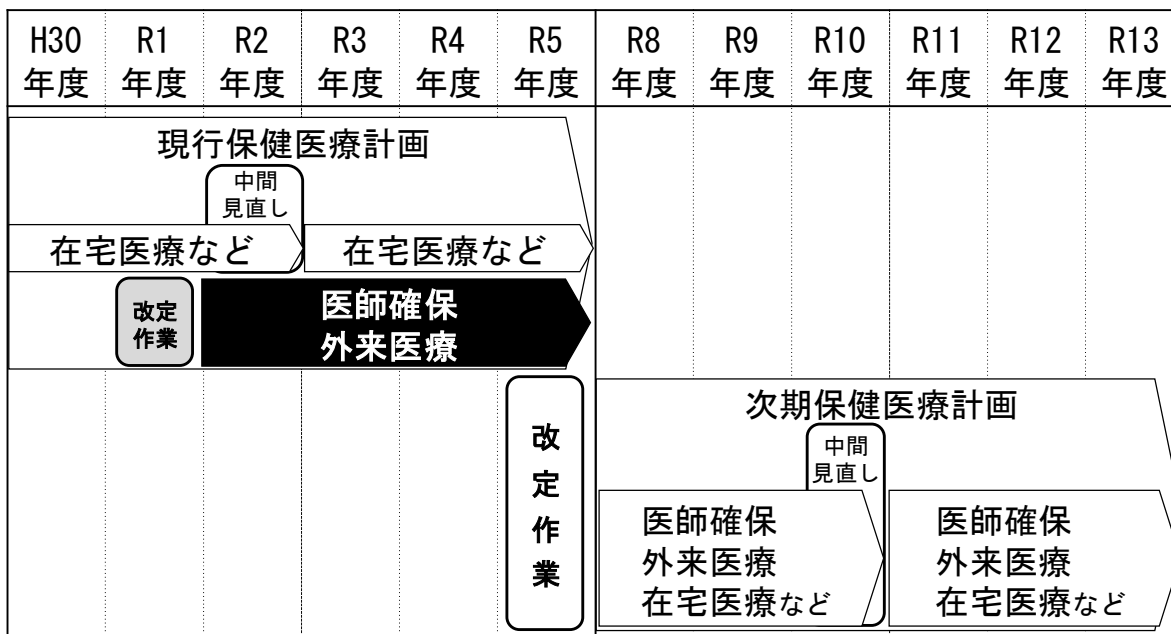 H30 R1 R2 R3 R4 R5 R8 R9 R10 R11 R12 R13
年度 年度 年度 年度 年度 年度 年度 年度 年度 年度 年度 年度
現行保健医療計画
中間
見直し
在宅医療など 在宅医療など
改定
作業
医師確保
外来医療
改
定
作
業
次期保健医療計画
中間
見直し
医師確保
外来医療
在宅医療など
医師確保
外来医療
在宅医療など